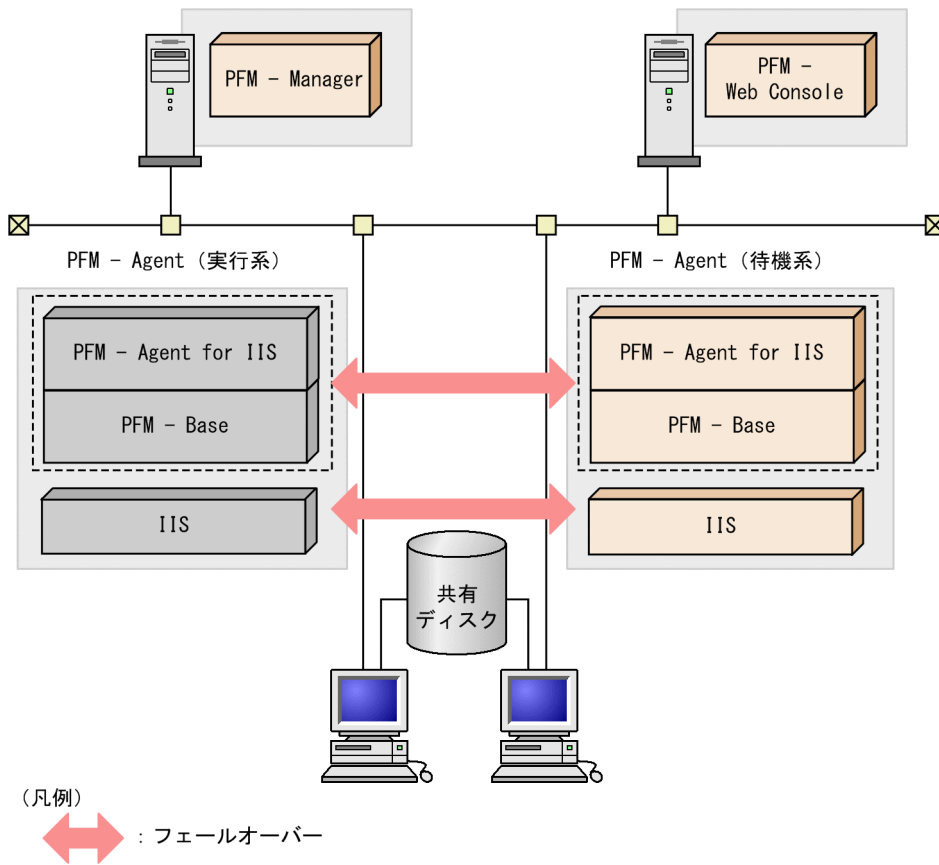 PFM − Manager
PFM −
Web Console
PFM − Agent（実行系）
PFM − Agent（待機系）
PFM − Agent for IIS
PFM − Base
IIS
PFM − Agent for IIS
PFM − Base
IIS
共有
ディスク
（凡例）
：フェールオーバー